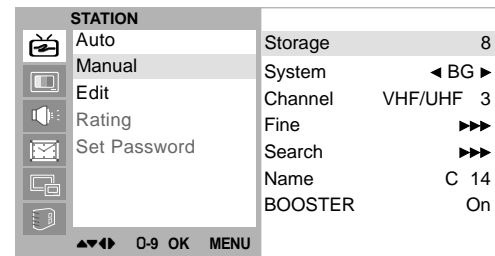 STATION
Auto
Manual
Edit
Rating
Set Password
▲▼◀▶ 0-9 OK MENU
Storage 8
System ◀ BG ▶
Channel VHF/UHF 3
Fine ▶▶▶
Search ▶▶▶
Name C 14
BOOSTER On